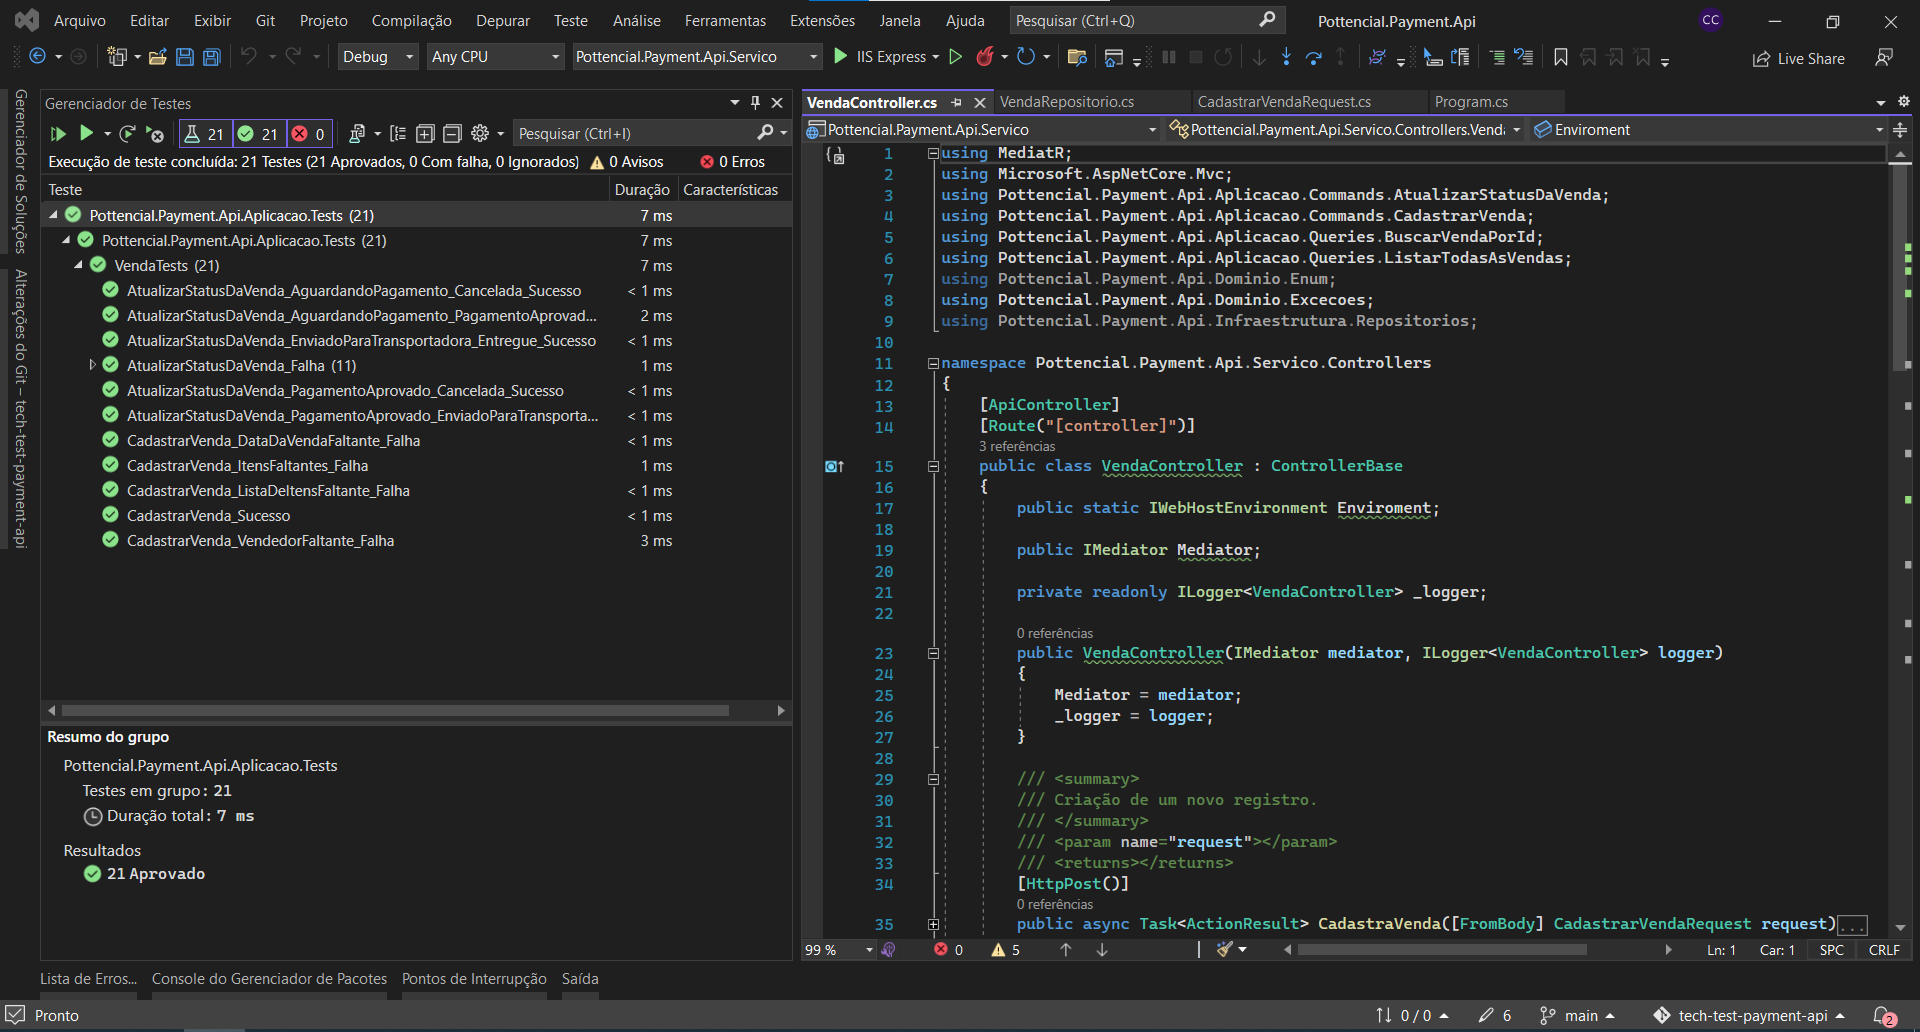 Arquivo Editar Exibir Git Projeto Compilação Depurar Teste Análise Ferramentas Extensões Janela Ajuda Pesquisar (Ctrl+Q) Pottencial.Payment.Api CC
Debug Any CPU Pottencial.Payment.Api.Servico IIS Express Live Share
Gerenciador de Soluções
Alterações do Git – tech-test-payment-api
Gerenciador de Testes
21 21 0 Pesquisar (Ctrl+I)
Execução de teste concluída: 21 Testes (21 Aprovados, 0 Com falha, 0 Ignorados) 0 Avisos 0 Erros
Teste Duração Características
Pottencial.Payment.Api.Aplicacao.Tests (21) 7 ms
Pottencial.Payment.Api.Aplicacao.Tests (21) 7 ms
VendaTests (21) 7 ms
AtualizarStatusDaVenda_AguardandoPagamento_Cancelada_Sucesso < 1 ms
AtualizarStatusDaVenda_AguardandoPagamento_PagamentoAprovad... 2 ms
AtualizarStatusDaVenda_EnviadoParaTransportadora_Entregue_Sucesso < 1 ms
AtualizarStatusDaVenda_Falha (11) 1 ms
AtualizarStatusDaVenda_PagamentoAprovado_Cancelada_Sucesso < 1 ms
AtualizarStatusDaVenda_PagamentoAprovado_EnviadoParaTransporta... < 1 ms
CadastrarVenda_DataDaVendaFaltante_Falha < 1 ms
CadastrarVenda_ItensFaltantes_Falha 1 ms
CadastrarVenda_ListaDeItensFaltante_Falha < 1 ms
CadastrarVenda_Sucesso < 1 ms
CadastrarVenda_VendedorFaltante_Falha 3 ms
Resumo do grupo
Pottencial.Payment.Api.Aplicacao.Tests
Testes em grupo: 21
Duração total: 7 ms
Resultados
21 Aprovado
VendaController.cs VendaRepositorio.cs CadastrarVendaRequest.cs Program.cs
Pottencial.Payment.Api.Servico Pottencial.Payment.Api.Servico.Controllers.Venda Enviroment
1 using MediatR;
2 using Microsoft.AspNetCore.Mvc;
3 using Pottencial.Payment.Api.Aplicacao.Commands.AtualizarStatusDaVenda;
4 using Pottencial.Payment.Api.Aplicacao.Commands.CadastrarVenda;
5 using Pottencial.Payment.Api.Aplicacao.Queries.BuscarVendaPorId;
6 using Pottencial.Payment.Api.Aplicacao.Queries.ListarTodasAsVendas;
7 using Pottencial.Payment.Api.Dominio.Enum;
8 using Pottencial.Payment.Api.Dominio.Excecoes;
9 using Pottencial.Payment.Api.Infraestrutura.Repositorios;
10
11 namespace Pottencial.Payment.Api.Servico.Controllers
12 {
13 [ApiController]
14 [Route("[controller]")]
3 referências
15 public class VendaController : ControllerBase
16 {
17 public static IWebHostEnvironment Enviroment;
18
19 public IMediator Mediator;
20
21 private readonly ILogger<VendaController> _logger;
22
0 referências
23 public VendaController(IMediator mediator, ILogger<VendaController> logger)
24 {
25 Mediator = mediator;
26 _logger = logger;
27 }
28
29 /// <summary>
30 /// Criação de um novo registro.
31 /// </summary>
32 /// <param name="request"></param>
33 /// <returns></returns>
34 [HttpPost()]
0 referências
35 public async Task<ActionResult> CadastraVenda([FromBody] CadastrarVendaRequest request)...
99 % 0 5 Ln: 1 Car: 1 SPC CRLF
Lista de Erros... Console do Gerenciador de Pacotes Pontos de Interrupção Saída
Pronto 0 / 0 6 main tech-test-payment-api 2